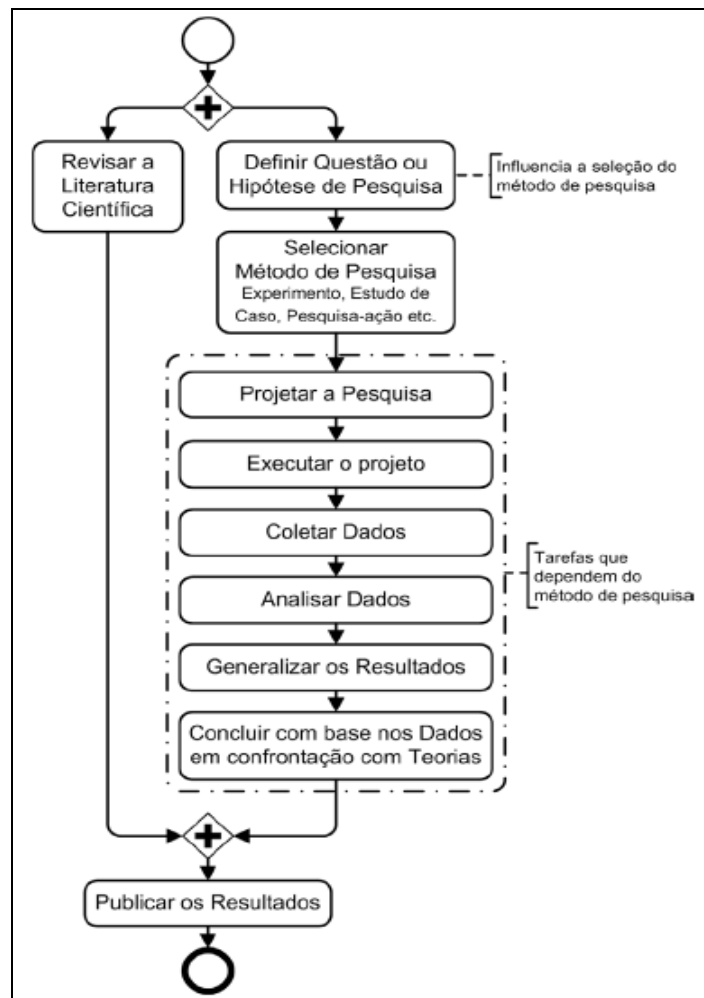 Revisar a
Literatura
Científica
Definir Questão ou
Hipótese de Pesquisa
Influencia a seleção do
método de pesquisa
Selecionar
Método de Pesquisa
Experimento, Estudo de
Caso, Pesquisa-ação etc.
Projetar a Pesquisa
Executar o projeto
Coletar Dados
Analisar Dados
Generalizar os Resultados
Concluir com base nos Dados
em confrontação com Teorias
Tarefas que
dependem do
método de pesquisa
Publicar os Resultados